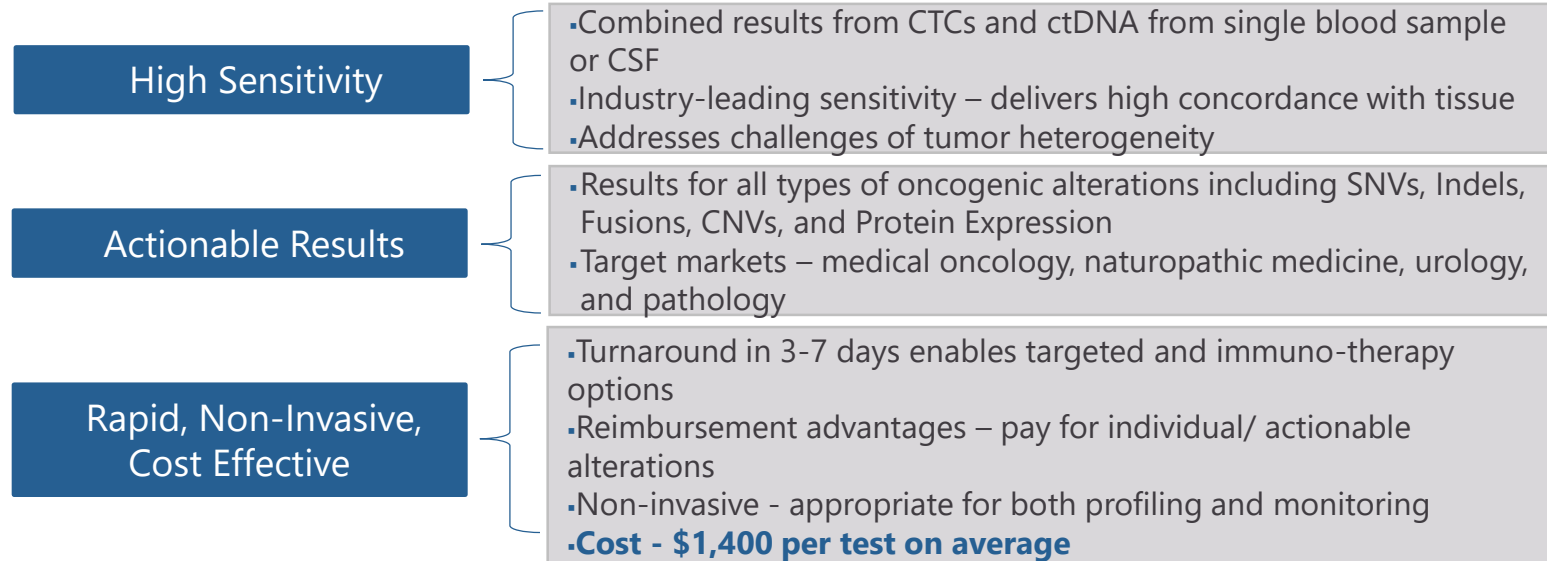 High Sensitivity
▪Combined results from CTCs and ctDNA from single blood sample
or CSF
▪Industry-leading sensitivity – delivers high concordance with tissue
▪Addresses challenges of tumor heterogeneity
Actionable Results
▪Results for all types of oncogenic alterations including SNVs, Indels,
Fusions, CNVs, and Protein Expression
▪Target markets – medical oncology, naturopathic medicine, urology,
and pathology
Rapid, Non-Invasive,
Cost Effective
▪Turnaround in 3-7 days enables targeted and immuno-therapy
options
▪Reimbursement advantages – pay for individual/ actionable
alterations
▪Non-invasive - appropriate for both profiling and monitoring
▪Cost - $1,400 per test on average